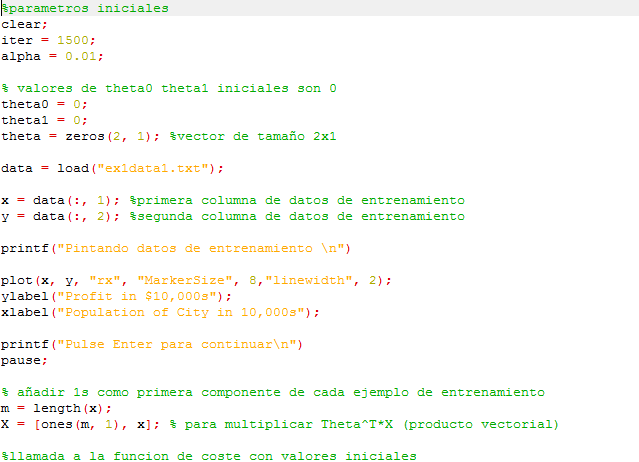 %parametros iniciales
clear;
iter = 1500;
alpha = 0.01;
% valores de theta0 theta1 iniciales son 0
theta0 = 0;
theta1 = 0;
theta = zeros(2, 1); %vector de tamaño 2x1
data = load("ex1data1.txt");
x = data(:, 1); %primera columna de datos de entrenamiento
y = data(:, 2); %segunda columna de datos de entrenamiento
printf("Pintando datos de entrenamiento \n")
plot(x, y, "rx", "MarkerSize", 8,"linewidth", 2);
ylabel("Profit in $10,000s");
xlabel("Population of City in 10,000s");
printf("Pulse Enter para continuar\n")
pause;
% añadir 1s como primera componente de cada ejemplo de entrenamiento
m = length(x);
X = [ones(m, 1), x]; % para multiplicar Theta^T*X (producto vectorial)
%llamada a la funcion de coste con valores iniciales